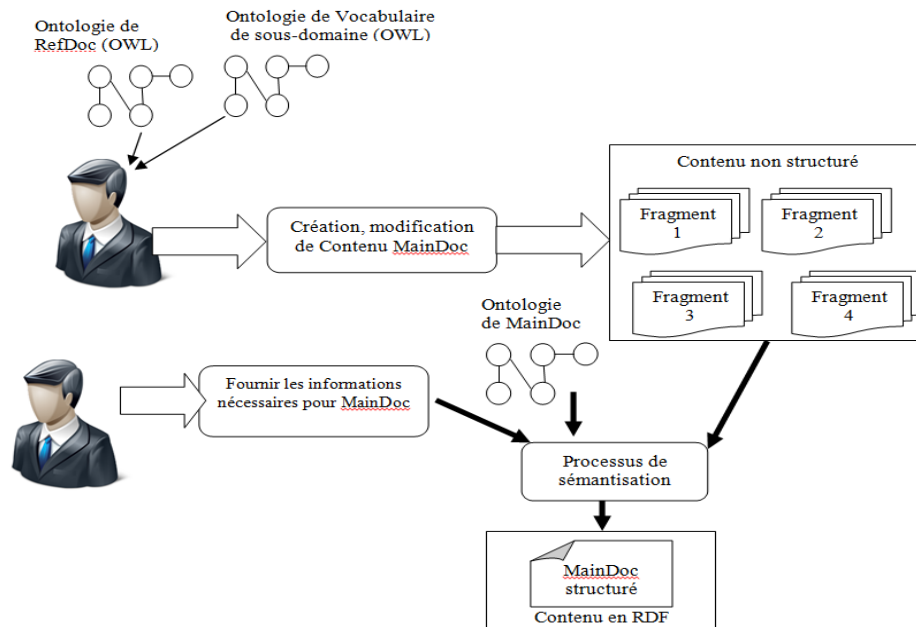 Ontologie de
RefDoc (OWL)
Ontologie de Vocabulaire
de sous-domaine (OWL)
Création, modification
de Contenu MainDoc
Contenu non structuré
Fragment
1
Fragment
2
Fragment
3
Fragment
4
Ontologie
de MainDoc
Fournir les informations
nécessaires pour MainDoc
Processus de
sémantisation
MainDoc
structuré
Contenu en RDF